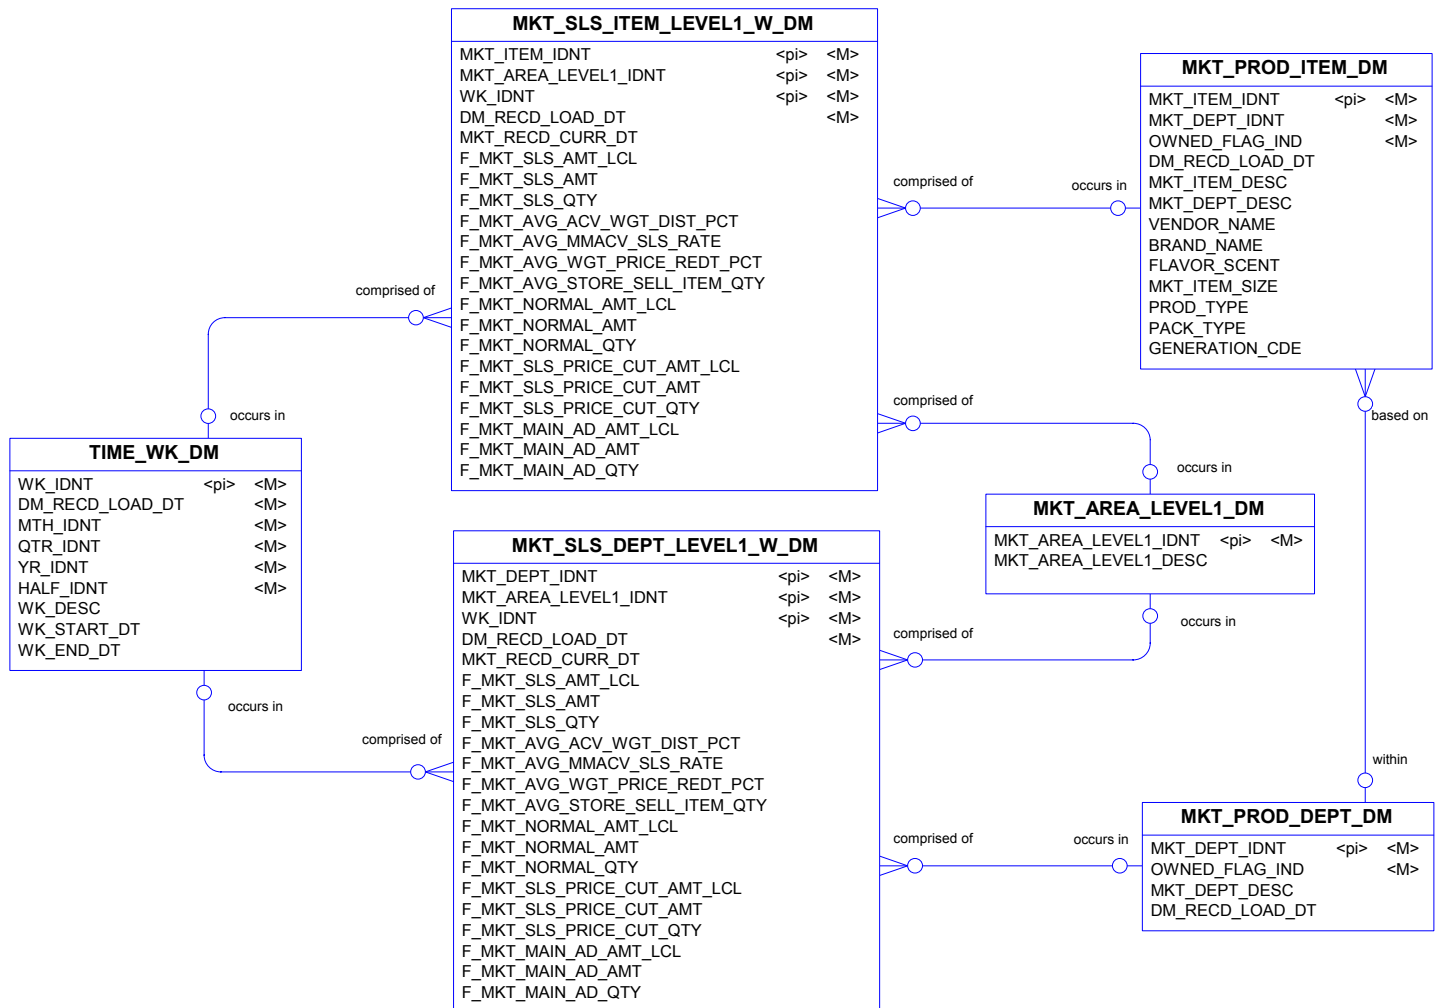 MKT_SLS_ITEM_LEVEL1_W_DM
MKT_ITEM_IDNT <pi> <M>
MKT_AREA_LEVEL1_IDNT <pi> <M>
WK_IDNT <pi> <M>
DM_RECD_LOAD_DT <M>
MKT_RECD_CURR_DT
F_MKT_SLS_AMT_LCL
F_MKT_SLS_AMT
F_MKT_SLS_QTY
F_MKT_AVG_ACV_WGT_DIST_PCT
F_MKT_AVG_MMACV_SLS_RATE
F_MKT_AVG_WGT_PRICE_REDT_PCT
F_MKT_AVG_STORE_SELL_ITEM_QTY
F_MKT_NORMAL_AMT_LCL
F_MKT_NORMAL_AMT
F_MKT_NORMAL_QTY
F_MKT_SLS_PRICE_CUT_AMT_LCL
F_MKT_SLS_PRICE_CUT_AMT
F_MKT_SLS_PRICE_CUT_QTY
F_MKT_MAIN_AD_AMT_LCL
F_MKT_MAIN_AD_AMT
F_MKT_MAIN_AD_QTY
MKT_PROD_ITEM_DM
MKT_ITEM_IDNT <pi> <M>
MKT_DEPT_IDNT <M>
OWNED_FLAG_IND <M>
DM_RECD_LOAD_DT
MKT_ITEM_DESC
MKT_DEPT_DESC
VENDOR_NAME
BRAND_NAME
FLAVOR_SCENT
MKT_ITEM_SIZE
PROD_TYPE
PACK_TYPE
GENERATION_CDE
comprised of
occurs in
comprised of
occurs in
comprised of
occurs in
based on
TIME_WK_DM
WK_IDNT <pi> <M>
DM_RECD_LOAD_DT <M>
MTH_IDNT <M>
QTR_IDNT <M>
YR_IDNT <M>
HALF_IDNT <M>
WK_DESC
WK_START_DT
WK_END_DT
MKT_AREA_LEVEL1_DM
MKT_AREA_LEVEL1_IDNT <pi> <M>
MKT_AREA_LEVEL1_DESC
MKT_SLS_DEPT_LEVEL1_W_DM
MKT_DEPT_IDNT <pi> <M>
MKT_AREA_LEVEL1_IDNT <pi> <M>
WK_IDNT <pi> <M>
DM_RECD_LOAD_DT <M>
MKT_RECD_CURR_DT
F_MKT_SLS_AMT_LCL
F_MKT_SLS_AMT
F_MKT_SLS_QTY
F_MKT_AVG_ACV_WGT_DIST_PCT
F_MKT_AVG_MMACV_SLS_RATE
F_MKT_AVG_WGT_PRICE_REDT_PCT
F_MKT_AVG_STORE_SELL_ITEM_QTY
F_MKT_NORMAL_AMT_LCL
F_MKT_NORMAL_AMT
F_MKT_NORMAL_QTY
F_MKT_SLS_PRICE_CUT_AMT_LCL
F_MKT_SLS_PRICE_CUT_AMT
F_MKT_SLS_PRICE_CUT_QTY
F_MKT_MAIN_AD_AMT_LCL
F_MKT_MAIN_AD_AMT
F_MKT_MAIN_AD_QTY
occurs in
comprised of
occurs in
comprised of
within
comprised of
occurs in
MKT_PROD_DEPT_DM
MKT_DEPT_IDNT <pi> <M>
OWNED_FLAG_IND <M>
MKT_DEPT_DESC
DM_RECD_LOAD_DT